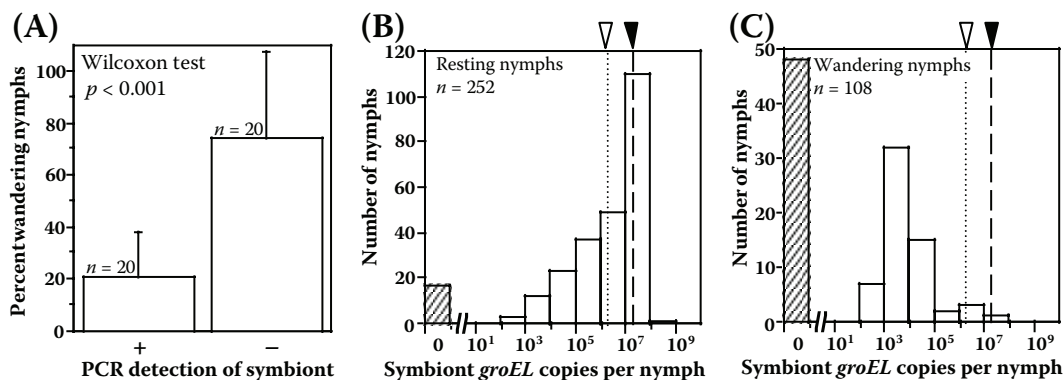 (A)
Percent wandering nymphs
100
80
60
40
20
0
Wilcoxon test
p < 0.001
n = 20
n = 20
+
−
PCR detection of symbiont
(B)
Number of nymphs
120
100
80
60
40
20
0
Resting nymphs
n = 252
0
10¹
10³
10⁵
10⁷
10⁹
Symbiont groEL copies per nymph
(C)
Number of nymphs
50
40
30
20
10
0
Wandering nymphs
n = 108
0
10¹
10³
10⁵
10⁷
10⁹
Symbiont groEL copies per nymph